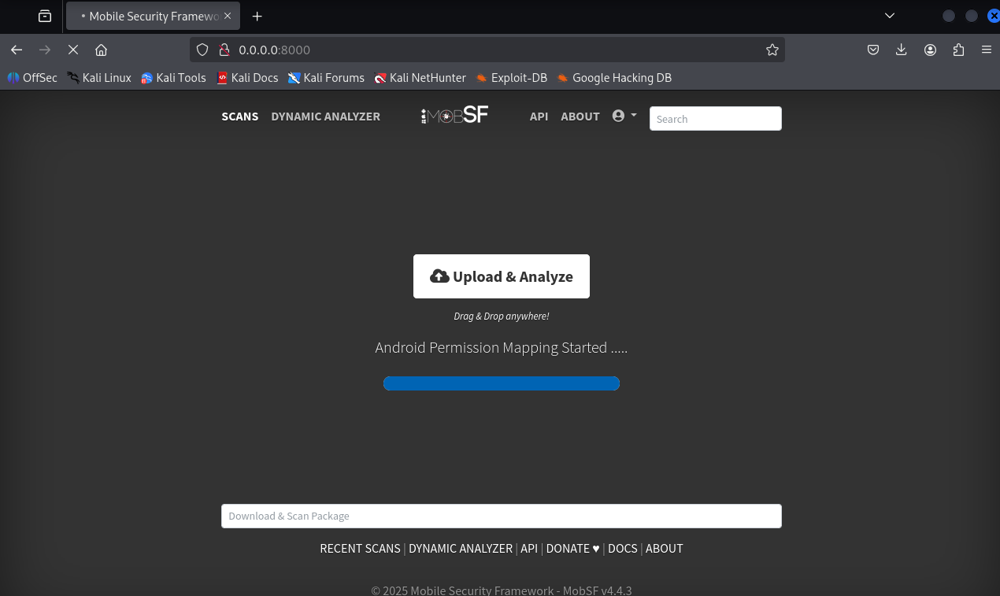 Mobile Security Framewo
0.0.0.0:8000
OffSec Kali Linux Kali Tools Kali Docs Kali Forums Kali NetHunter Exploit-DB Google Hacking DB
SCANS DYNAMIC ANALYZER MOBSF API ABOUT Search
Upload & Analyze
Drag & Drop anywhere!
Android Permission Mapping Started .....
Download & Scan Package
RECENT SCANS | DYNAMIC ANALYZER | API | DONATE ♥ | DOCS | ABOUT
© 2025 Mobile Security Framework - MobSF v4.4.3